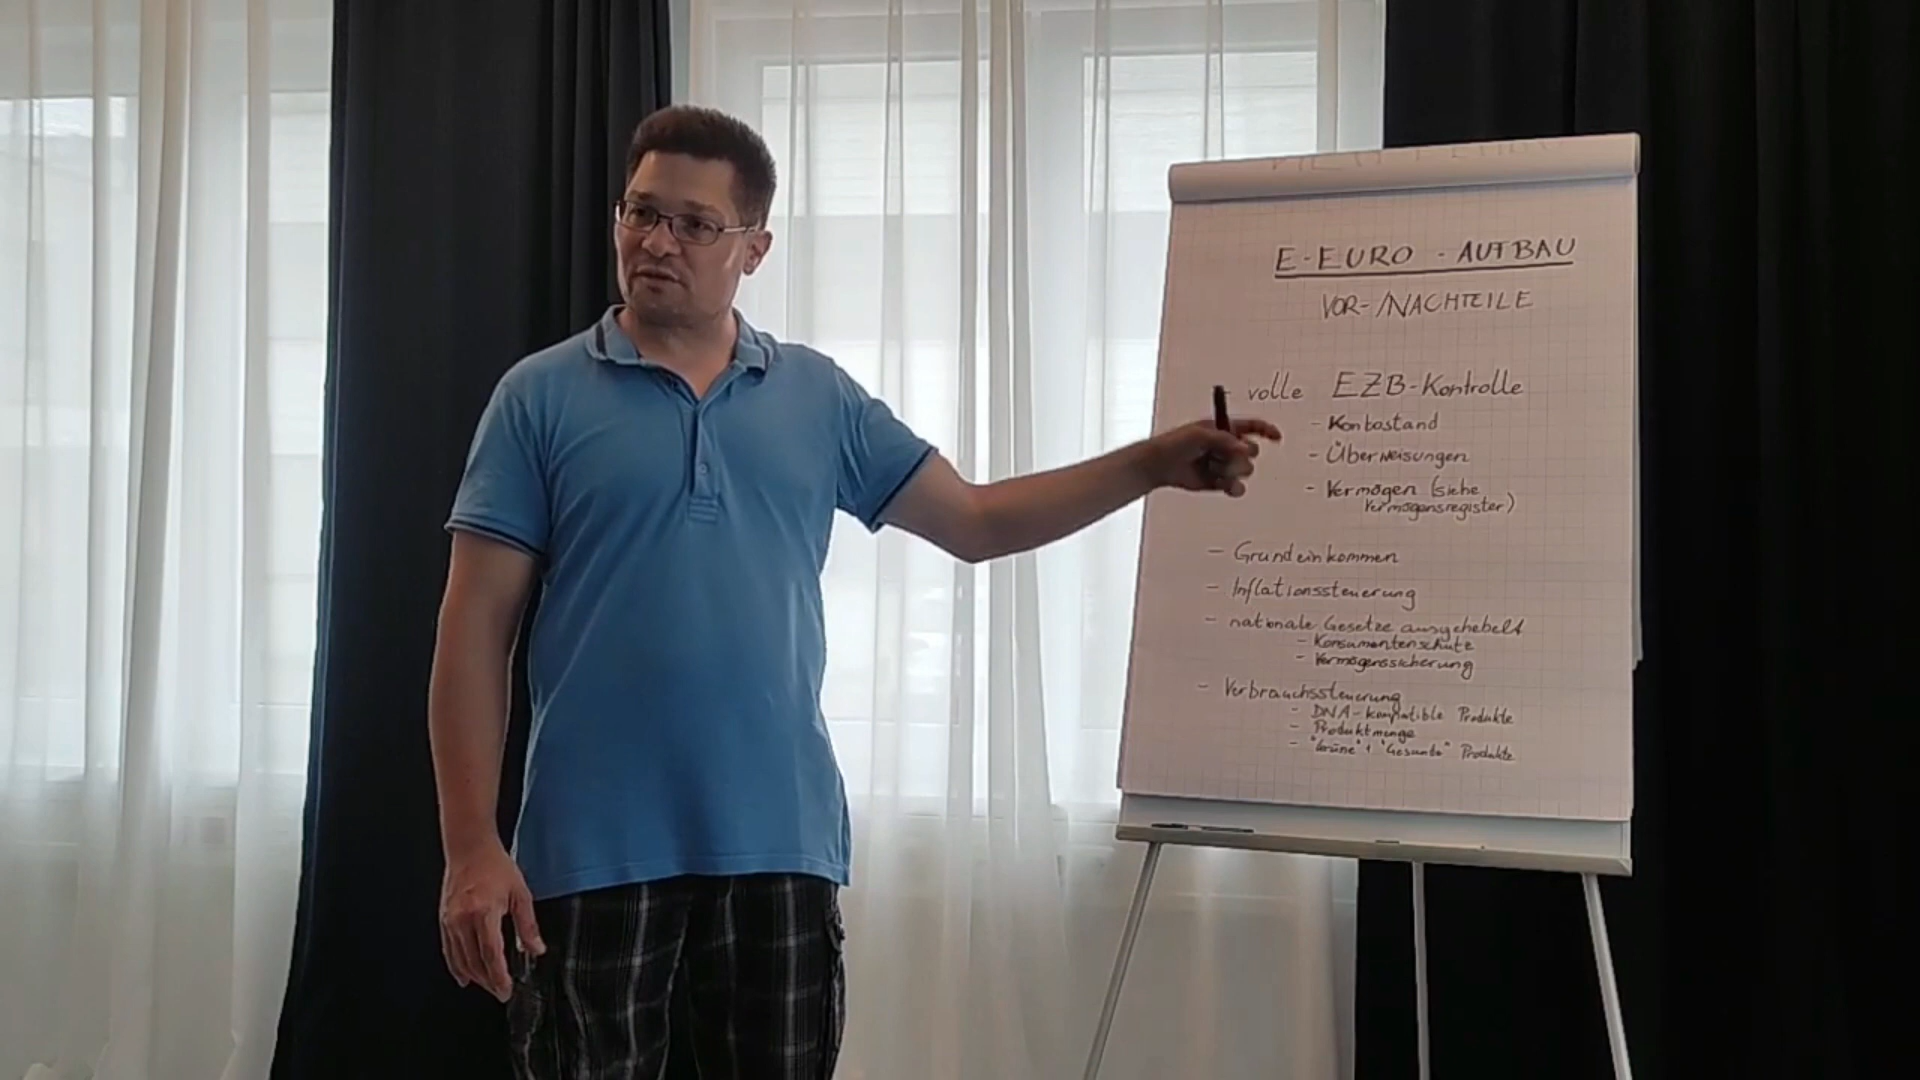 E-EURO - AUFBAU
VOR-/NACHTEILE
- volle EZB-Kontrolle
- Kontostand
- Überweisungen
- Vermögen (siehe
Vermögensregister)
- Grundeinkommen
- Inflationssteuerung
- nationale Gesetze ausgehebelt
- Konsumentenschutz
- Vermögenssicherung
- Verbrauchssteuerung
- DNA-kompatible Produkte
- Produktmenge
- "Grüne" + "Gesunde" Produkte